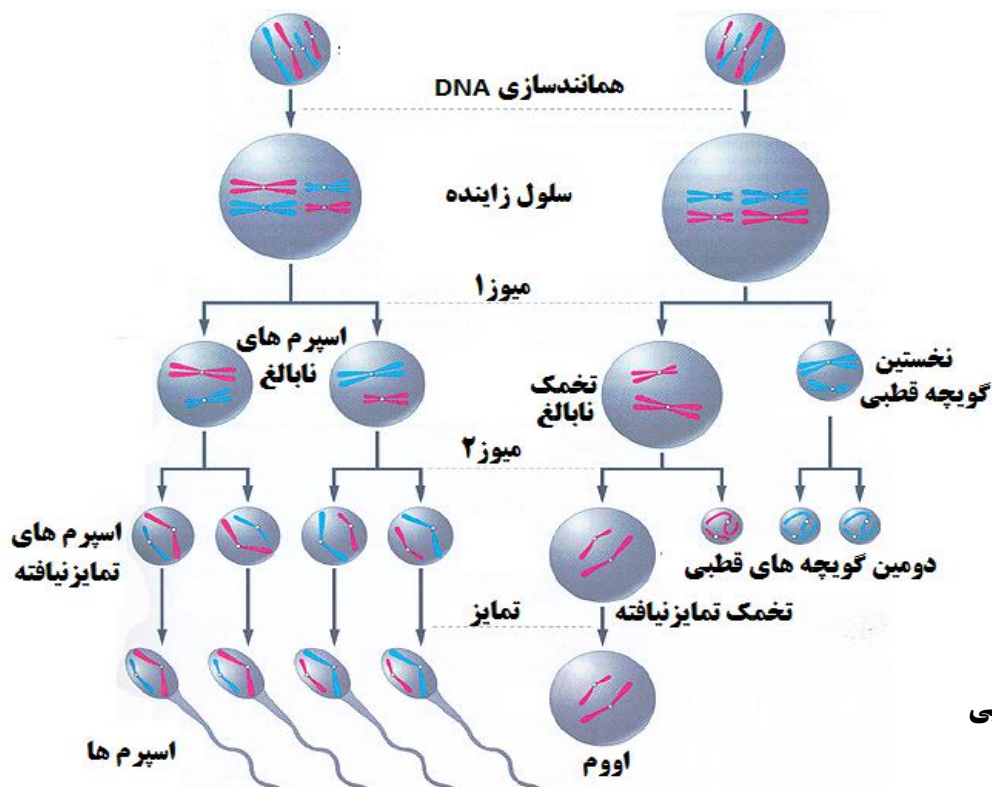 همانندسازی DNA
سلول زاینده
میوز۱
اسپرم های
نابالغ
تخمک
نابالغ
نخستین
گویچه قطبی
میوز۲
اسپرم های
تمایزنیافته
دومین گویچه های قطبی
تمایز
تخمک تمایزنیافته
اسپرم ها
اووم
ی